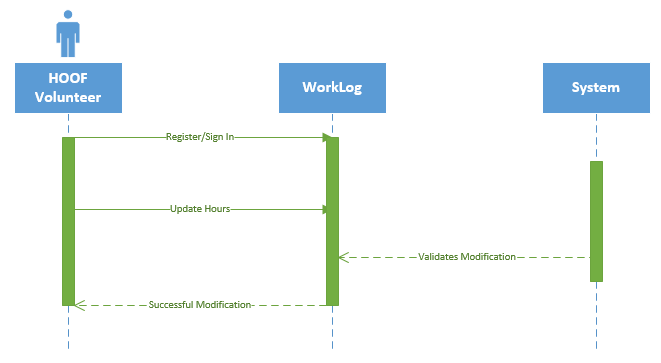 HOOF
Volunteer
WorkLog
System
Register/Sign In
Update Hours
Validates Modification
Successful Modification